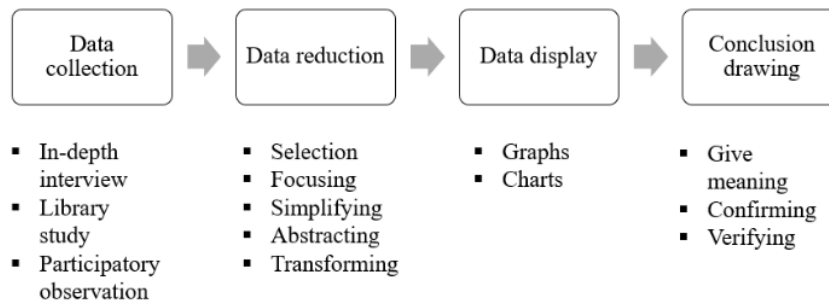 Data
collection
Data reduction
Data display
Conclusion
drawing
▪ In-depth
interview
▪ Library
study
▪ Participatory
observation
▪ Selection
▪ Focusing
▪ Simplifying
▪ Abstracting
▪ Transforming
▪ Graphs
▪ Charts
▪ Give
meaning
▪ Confirming
▪ Verifying